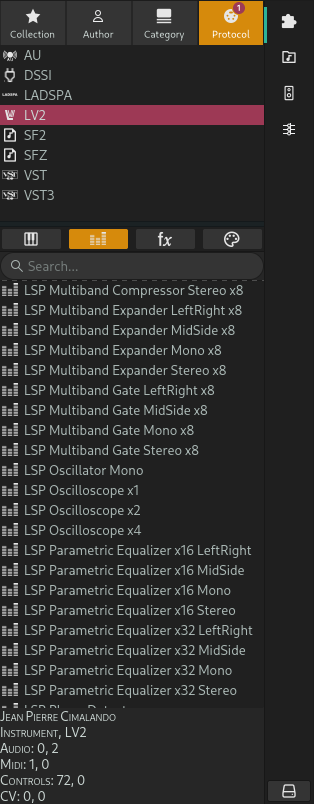 1
Collection
Author
Category
Protocol
AU
DSSI
LADSPA LADSPA
LV2
SF2
SFZ
VST
VST3
fx
Search...
LSP Multiband Compressor Stereo x8
LSP Multiband Expander LeftRight x8
LSP Multiband Expander MidSide x8
LSP Multiband Expander Mono x8
LSP Multiband Expander Stereo x8
LSP Multiband Gate LeftRight x8
LSP Multiband Gate MidSide x8
LSP Multiband Gate Mono x8
LSP Multiband Gate Stereo x8
LSP Oscillator Mono
LSP Oscilloscope x1
LSP Oscilloscope x2
LSP Oscilloscope x4
LSP Parametric Equalizer x16 LeftRight
LSP Parametric Equalizer x16 MidSide
LSP Parametric Equalizer x16 Mono
LSP Parametric Equalizer x16 Stereo
LSP Parametric Equalizer x32 LeftRight
LSP Parametric Equalizer x32 MidSide
LSP Parametric Equalizer x32 Mono
LSP Parametric Equalizer x32 Stereo
Jean Pierre Cimalando
Instrument, LV2
Audio: 0, 2
Midi: 1, 0
Controls: 72, 0
CV: 0, 0